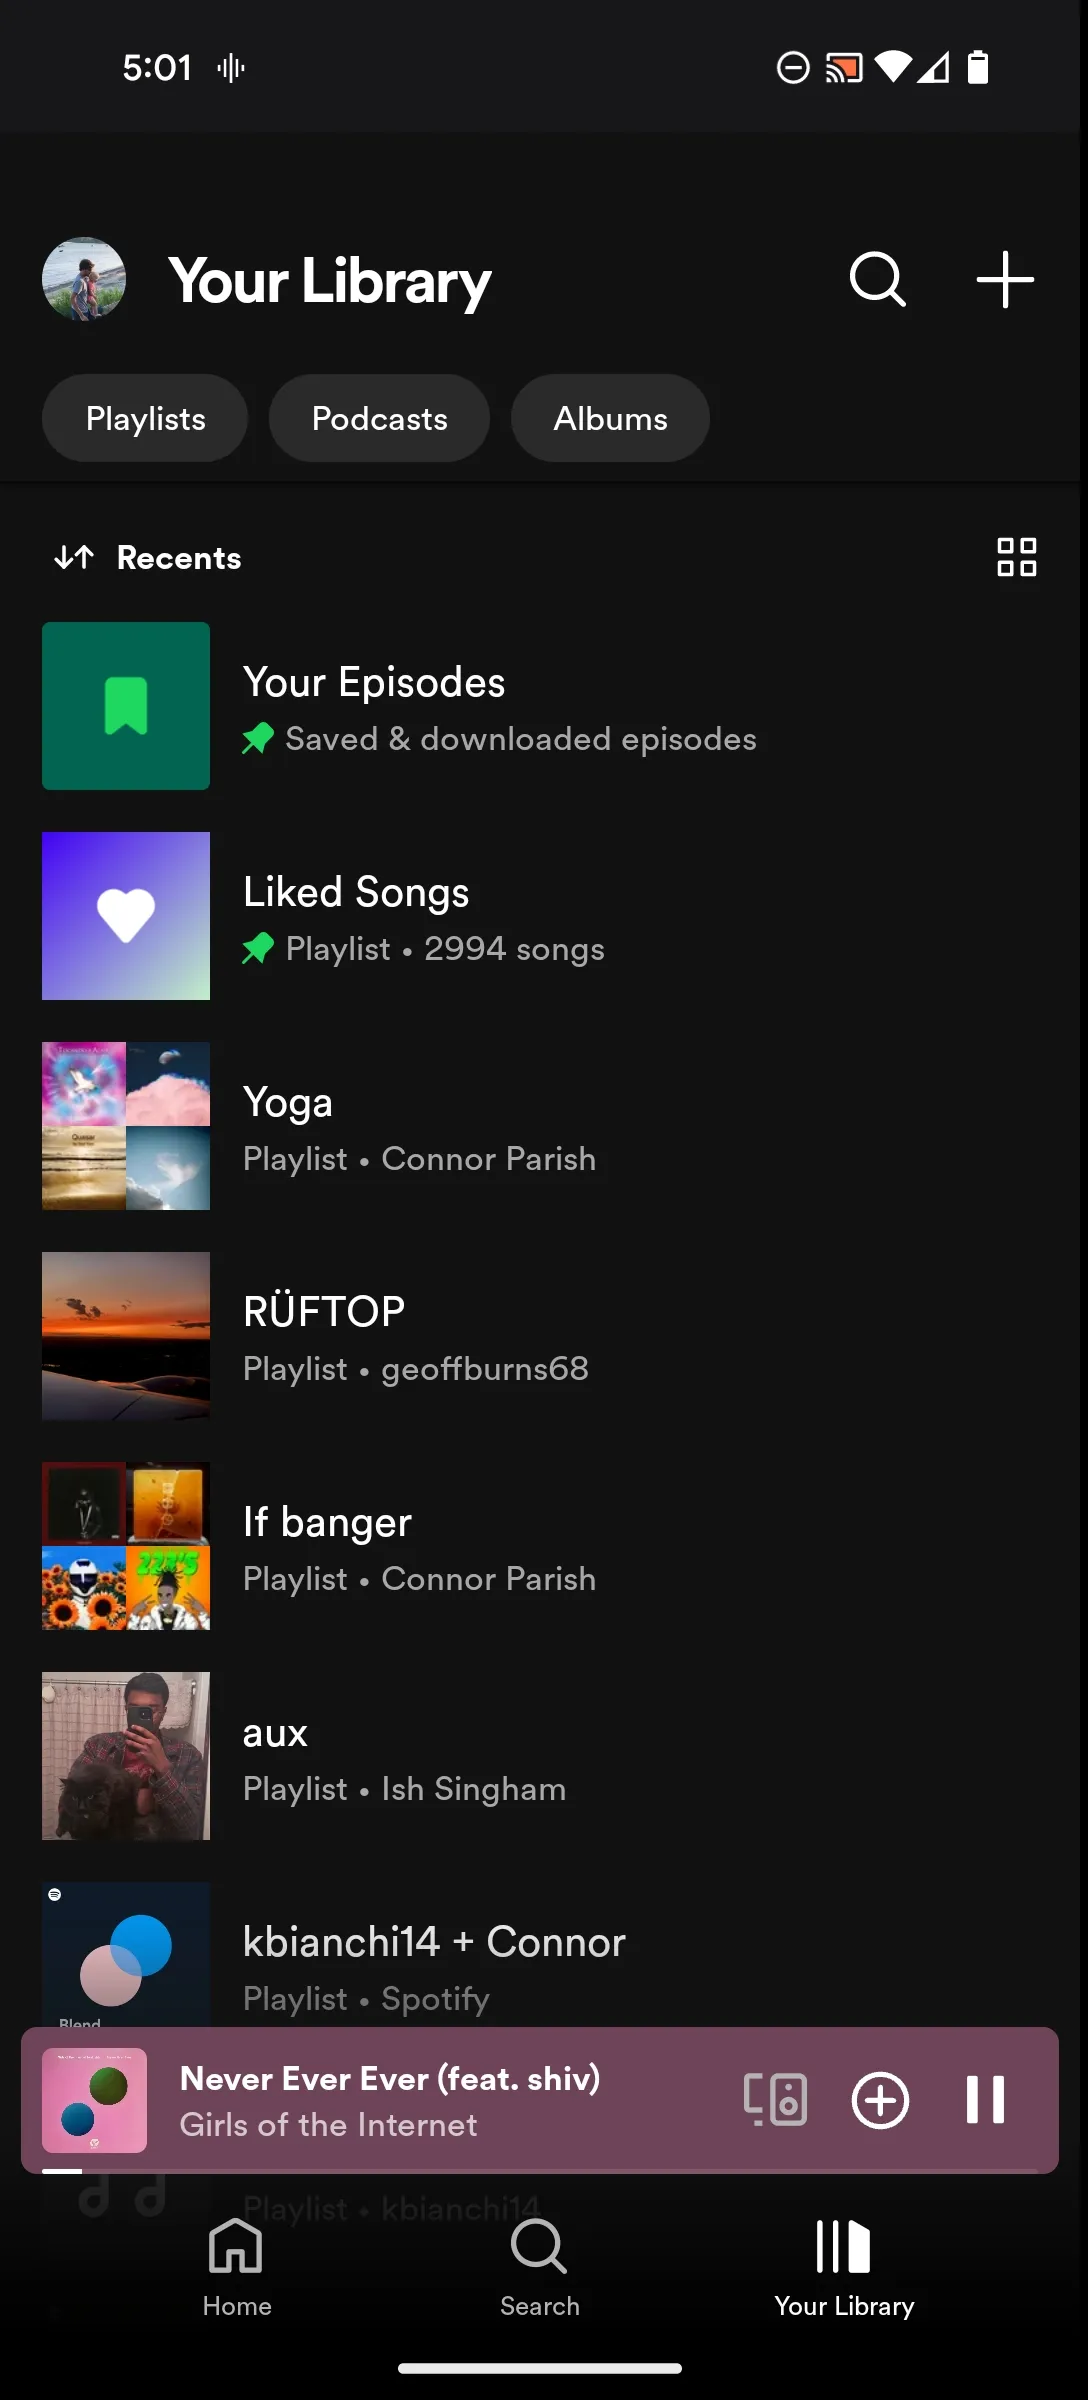 5:01
Your Library
Playlists
Podcasts
Albums
Recents
Your Episodes
Saved & downloaded episodes
Liked Songs
Playlist • 2994 songs
Yoga
Playlist • Connor Parish
RÜFTOP
Playlist • geoffburns68
If banger
Playlist • Connor Parish
aux
Playlist • Ish Singham
kbianchi14 + Connor
Playlist • Spotify
Blend
Never Ever Ever (feat. shiv)
Girls of the Internet
Playlist • kbianchi14
Home
Search
Your Library